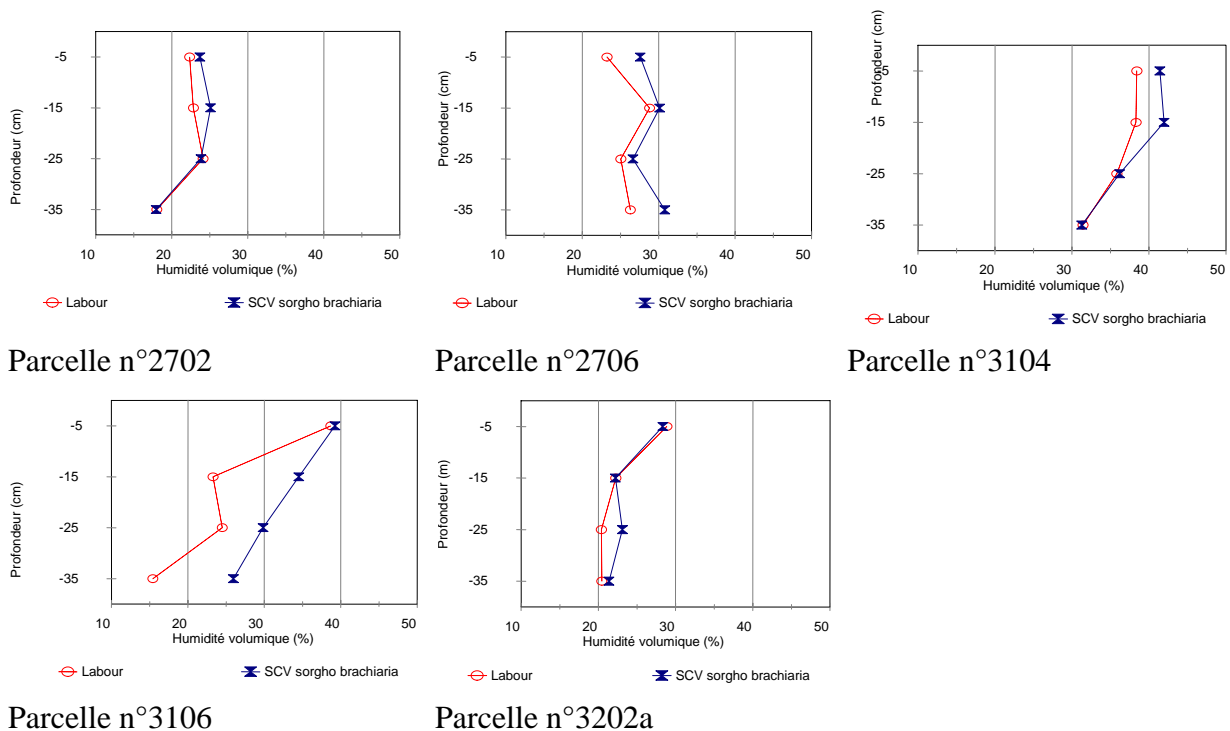 Profondeur (cm)
-5
-15
-25
-35
10 20 30 40 50
Humidité volumique (%)
Labour SCV sorgho brachiaria
Parcelle n°2702
Profondeur (cm)
-5
-15
-25
-35
10 20 30 40 50
Humidité volumique (%)
Labour SCV sorgho brachiaria
Parcelle n°2706
Profondeur (cm)
-5
-15
-25
-35
10 20 30 40 50
Humidité volumique (%)
Labour SCV sorgho brachiaria
Parcelle n°3104
Profondeur (cm)
-5
-15
-25
-35
10 20 30 40 50
Humidité volumique (%)
Labour SCV sorgho brachiaria
Parcelle n°3106
Profondeur (m)
-5
-15
-25
-35
10 20 30 40 50
Humidité volumique (%)
Labour SCV sorgho brachiaria
Parcelle n°3202a